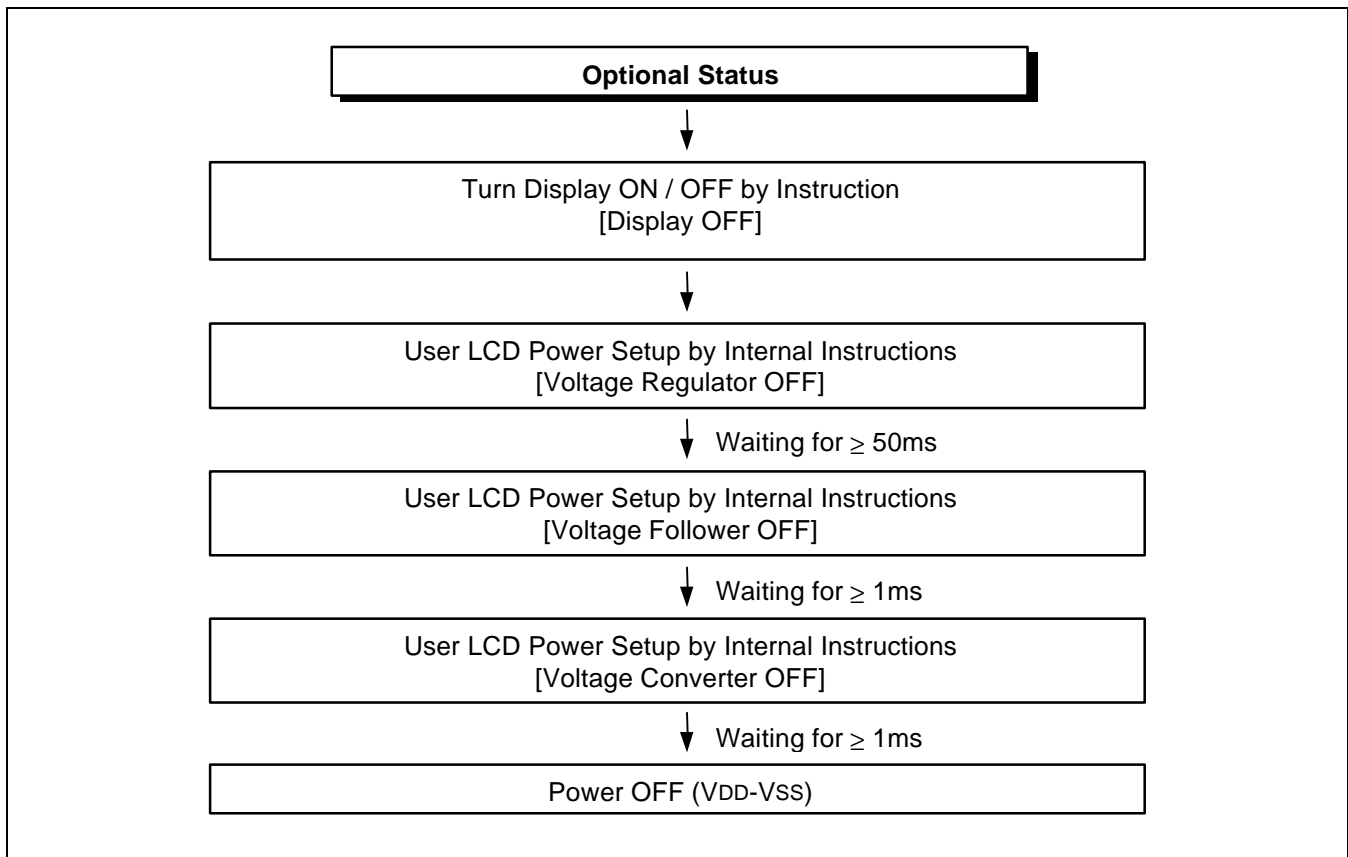 Optional Status
Turn Display ON / OFF by Instruction
[Display OFF]
User LCD Power Setup by Internal Instructions
[Voltage Regulator OFF]
Waiting for ≥ 50ms
User LCD Power Setup by Internal Instructions
[Voltage Follower OFF]
Waiting for ≥ 1ms
User LCD Power Setup by Internal Instructions
[Voltage Converter OFF]
Waiting for ≥ 1ms
Power OFF (VDD-VSS)